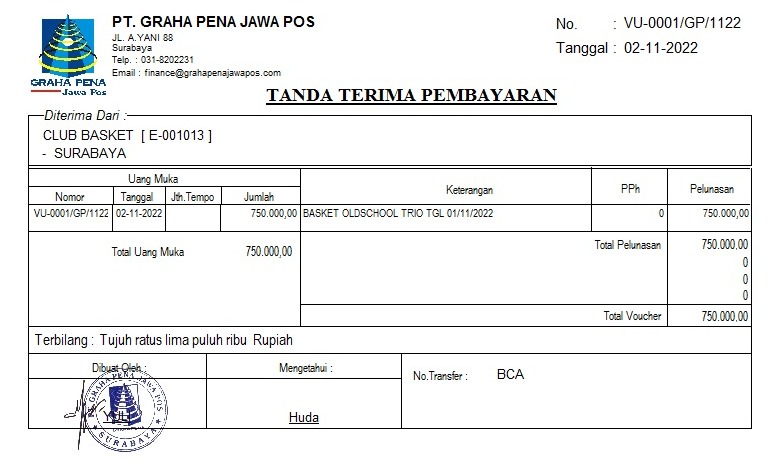 PT. GRAHA PENA JAWA POS
JL. A.YANI 88
Surabaya
Telp. : 031-8202231
Email : finance@grahapenajawapos.com
GRAHA PENA
Jawa Pos
No. : VU-0001/GP/1122
Tanggal : 02-11-2022
TANDA TERIMA PEMBAYARAN
Diterima Dari :
CLUB BASKET [ E-001013 ]
- SURABAYA
Uang Muka Keterangan PPh Pelunasan
Nomor Tanggal Jth.Tempo Jumlah
VU-0001/GP/1122 02-11-2022 750.000,00 BASKET OLDSCHOOL TRIO TGL 01/11/2022 0 750.000,00
Total Uang Muka 750.000,00 Total Pelunasan 750.000,00
0
0
0
Total Voucher 750.000,00
Terbilang : Tujuh ratus lima puluh ribu Rupiah
Dibuat Oleh : Mengetahui : No.Transfer : BCA
PT. GRAHA PENA JAWA POS
SURABAYA
Huda